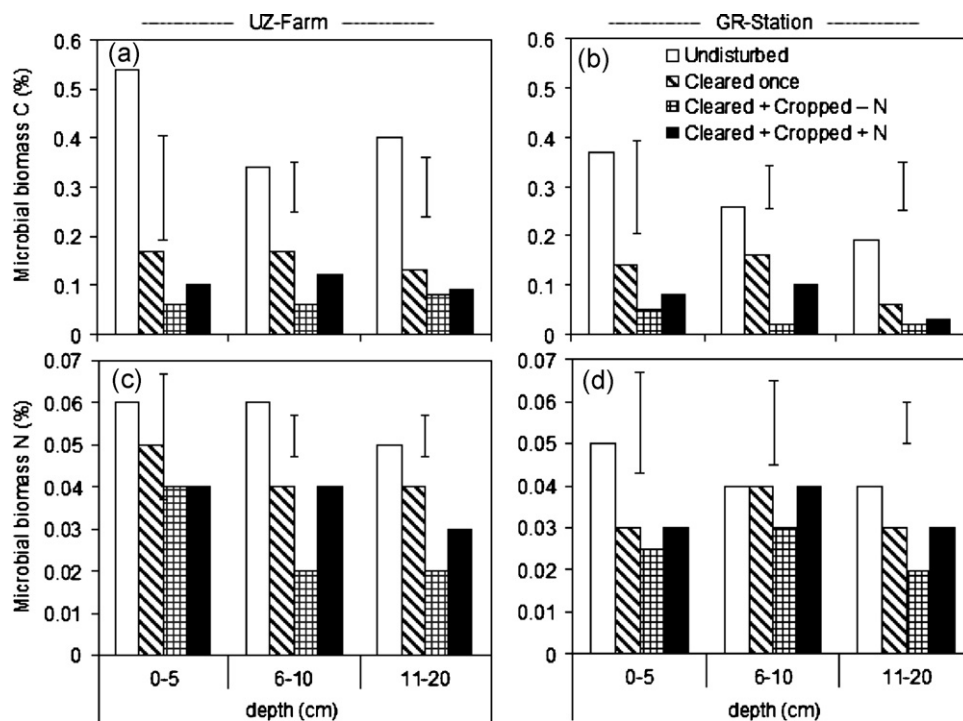 UZ-Farm
GR-Station
(a)
Microbial biomass C (%)
0.6
0.5
0.4
0.3
0.2
0.1
0
(b)
0.6
0.5
0.4
0.3
0.2
0.1
0
Undisturbed
Cleared once
Cleared + Cropped – N
Cleared + Cropped + N
(c)
Microbial biomass N (%)
0.07
0.06
0.05
0.04
0.03
0.02
0.01
0
0-5
6-10
11-20
depth (cm)
(d)
0.07
0.06
0.05
0.04
0.03
0.02
0.01
0
0-5
6-10
11-20
depth (cm)